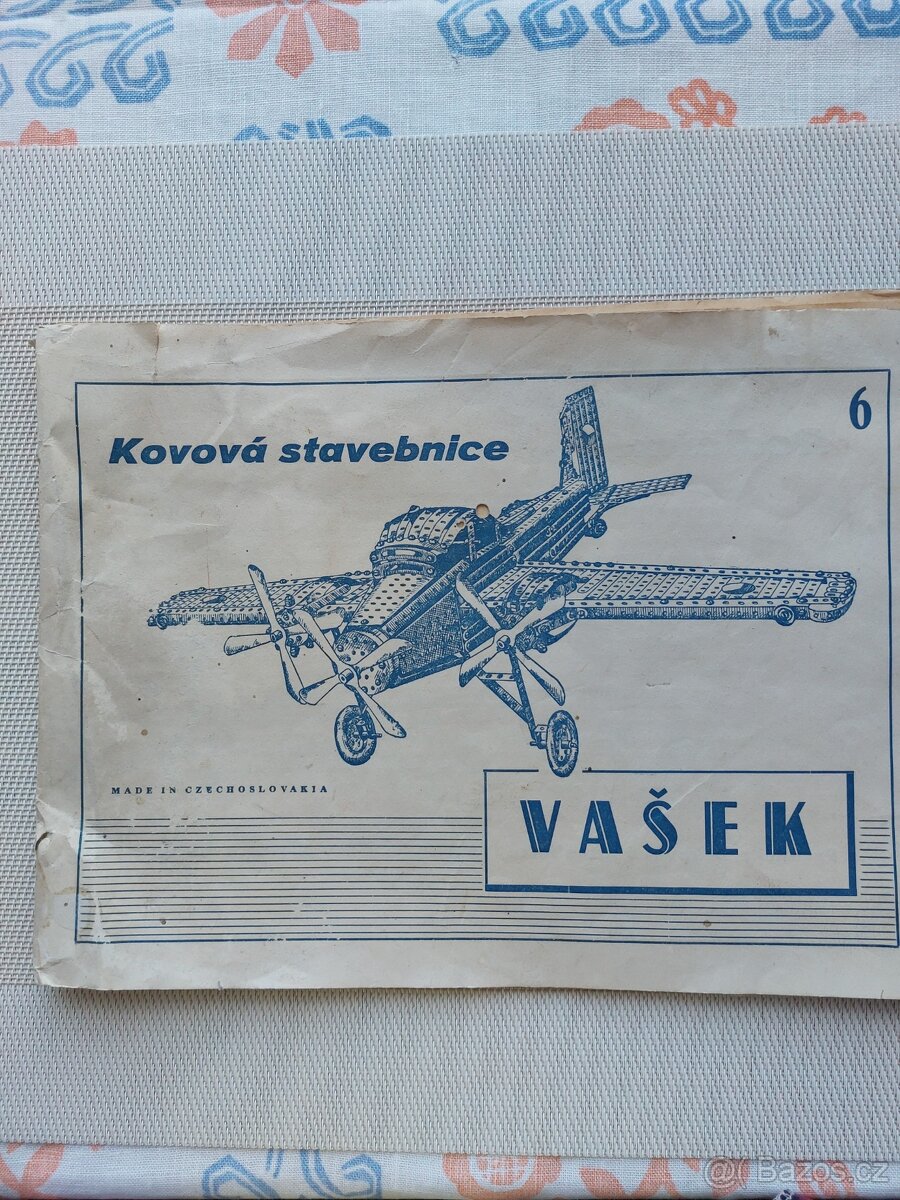 6
Kovová stavebnice
MADE IN CZECHOSLOVAKIA
VAŠEK
Bazos.cz